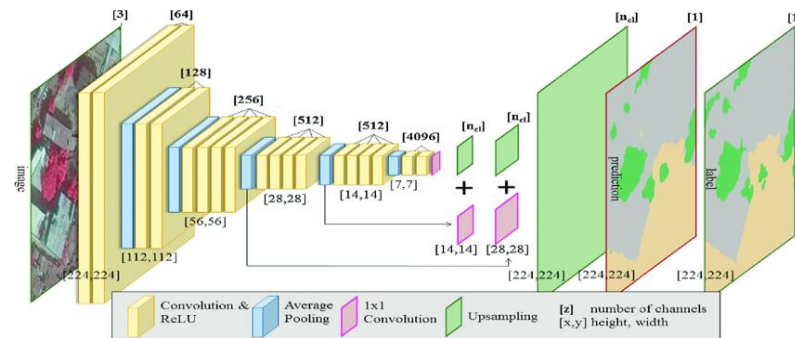 [3]
[64]
[128]
[256]
[512]
[512]
[4096]
[n_cl]
[n_cl]
[n_cl]
[1]
[1
image
prediction
label
+
+
[7,7]
[14,14]
[28,28]
[56,56]
[112,112]
[224,224]
[14,14]
[28,28]
[224,224]
[224,224]
[224,224]
Convolution &
ReLU
Average
Pooling
1x1
Convolution
Upsampling
[z] number of channels
[x,y] height, width